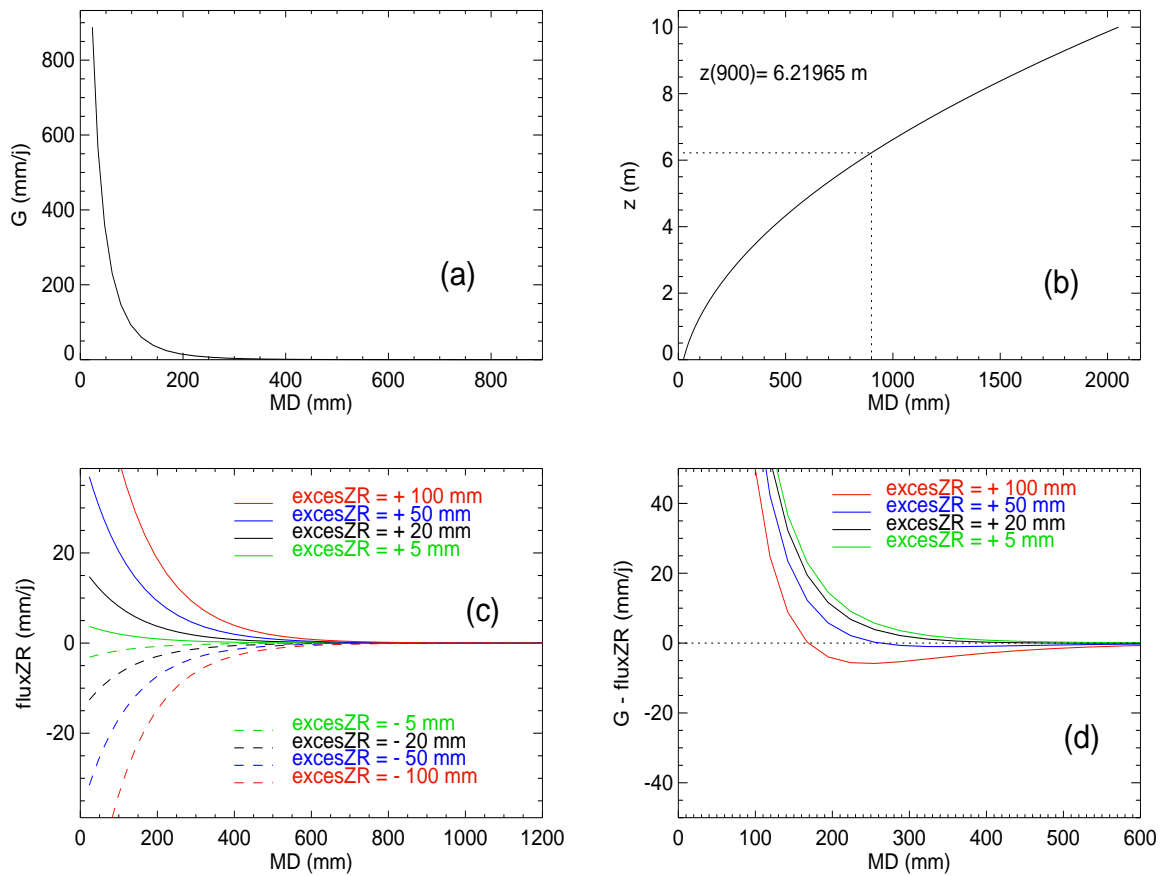 800
600
400
200
0
G (mm/j)
(a)
0 200 400 600 800
MD (mm)
10
8
6
4
2
0
z (m)
z(900)= 6.21965 m
(b)
0 500 1000 1500 2000
MD (mm)
20
0
-20
fluxZR (mm/j)
excesZR = + 100 mm
excesZR = + 50 mm
excesZR = + 20 mm
excesZR = + 5 mm
(c)
excesZR = - 5 mm
excesZR = - 20 mm
excesZR = - 50 mm
excesZR = - 100 mm
0 200 400 600 800 1000 1200
MD (mm)
40
20
0
-20
-40
G - fluxZR (mm/j)
excesZR = + 100 mm
excesZR = + 50 mm
excesZR = + 20 mm
excesZR = + 5 mm
(d)
0 100 200 300 400 500 600
MD (mm)